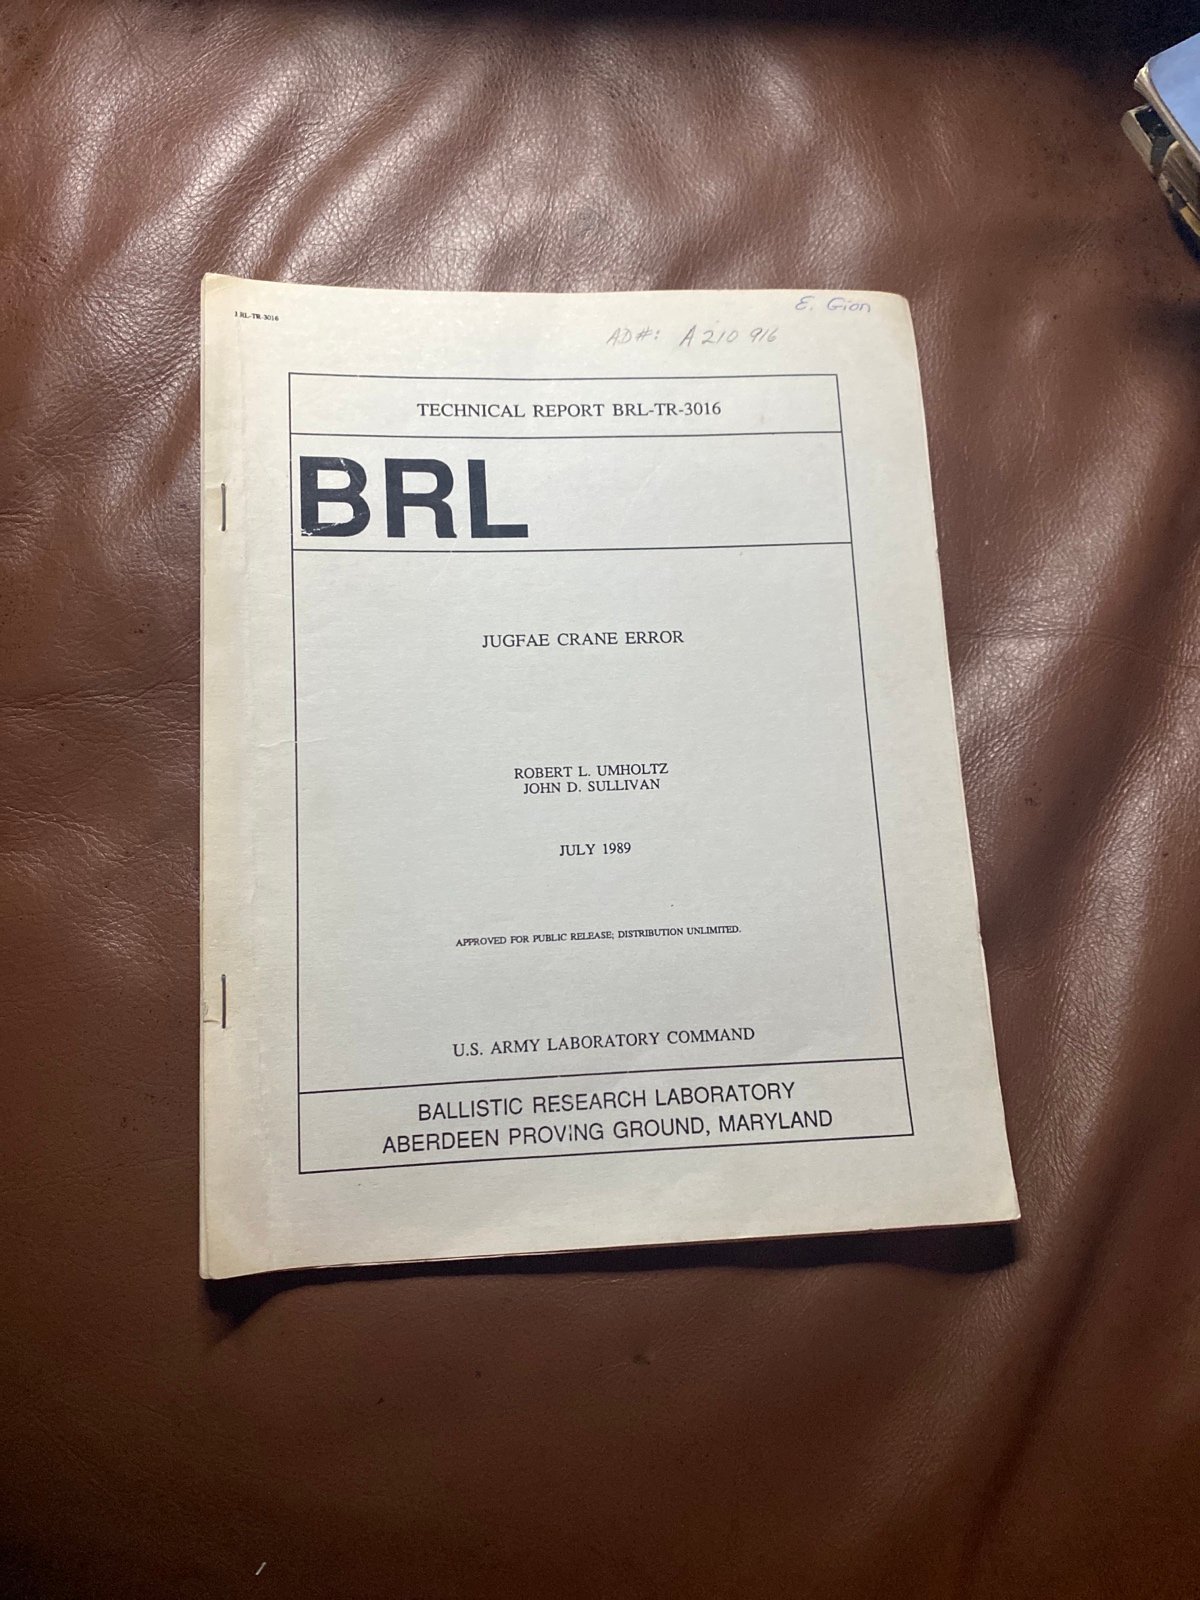 E. Gion
AD#: A 210 916
BRL-TR-3016
TECHNICAL REPORT BRL-TR-3016
BRL
JUGFAE CRANE ERROR
ROBERT L. UMHOLTZ
JOHN D. SULLIVAN
JULY 1989
APPROVED FOR PUBLIC RELEASE; DISTRIBUTION UNLIMITED.
U.S. ARMY LABORATORY COMMAND
BALLISTIC RESEARCH LABORATORY
ABERDEEN PROVING GROUND, MARYLAND